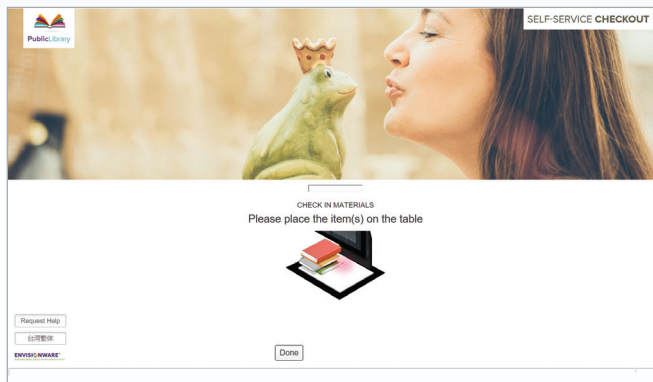 PublicLibrary
SELF-SERVICE CHECKOUT
CHECK IN MATERIALS
Please place the item(s) on the table
Request Help
台灣繁体
ENVISIONWARE
Done